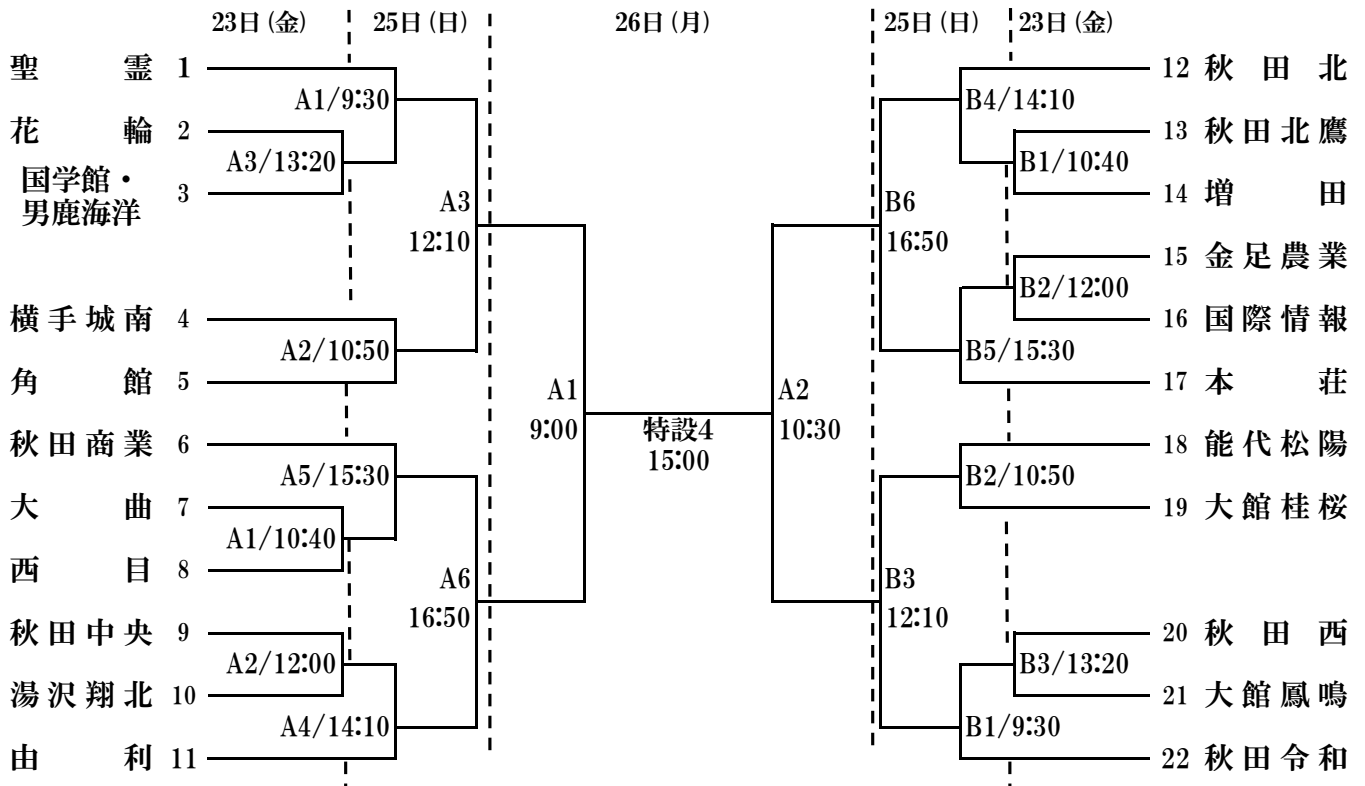 23日(金) 25日(日) 26日(月) 25日(日) 23日(金)
聖霊 1
A1/9:30
花輪 2
A3/13:20
国学館・
男鹿海洋 3
A3
12:10
横手城南 4
A2/10:50
角館 5
A1
9:00
秋田商業 6
A5/15:30
大曲 7
A1/10:40
西目 8
A6
16:50
秋田中央 9
A2/12:00
湯沢翔北 10
A4/14:10
由利 11
特設4
15:00
12 秋田北
B4/14:10
13 秋田北鷹
B1/10:40
14 増田
B6
16:50
15 金足農業
B2/12:00
16 国際情報
B5/15:30
17 本荘
A2
10:30
18 能代松陽
B2/10:50
19 大館桂桜
B3
12:10
20 秋田西
B3/13:20
21 大館鳳鳴
B1/9:30
22 秋田令和